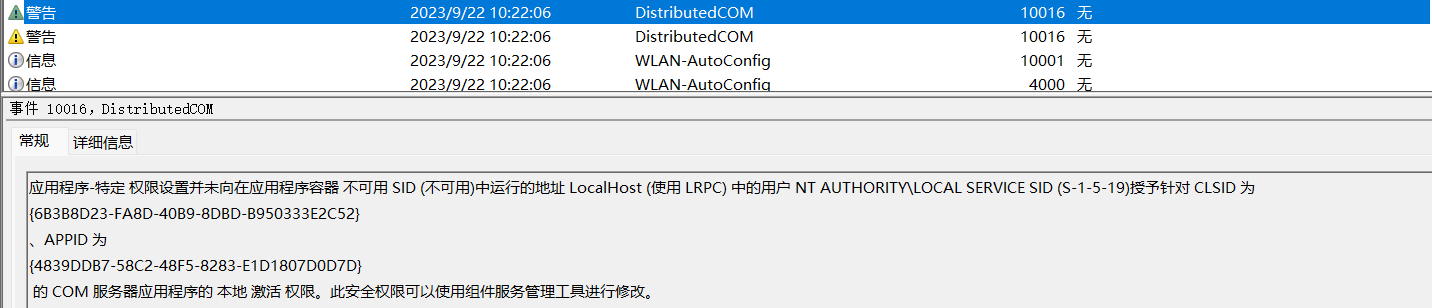 警告 2023/9/22 10:22:06 DistributedCOM 10016 无
警告 2023/9/22 10:22:06 DistributedCOM 10016 无
信息 2023/9/22 10:22:06 WLAN-AutoConfig 10001 无
信息 2023/9/22 10:22:06 WLAN-AutoConfig 4000 无
事件 10016，DistributedCOM
常规 详细信息
应用程序-特定 权限设置并未向在应用程序容器 不可用 SID (不可用)中运行的地址 LocalHost (使用 LRPC) 中的用户 NT AUTHORITY\LOCAL SERVICE SID (S-1-5-19)授予针对 CLSID 为
{6B3B8D23-FA8D-40B9-8DBD-B950333E2C52}
、APPID 为
{4839DDB7-58C2-48F5-8283-E1D1807D0D7D}
的 COM 服务器应用程序的 本地 激活 权限。此安全权限可以使用组件服务管理工具进行修改。